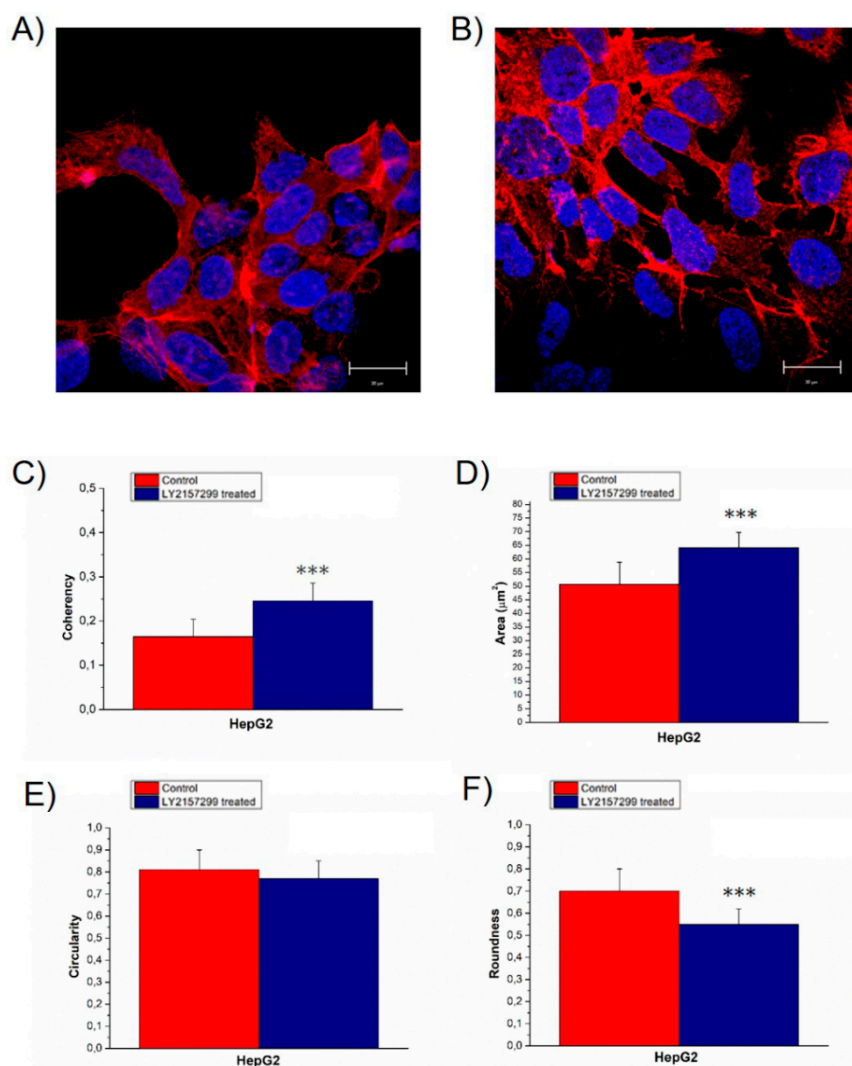 A)
B)
20 µm
20 µm
C)
Control
LY2157299 treated
0,5
0,4
0,3
0,2
0,1
0,0
Coherency
***
HepG2
D)
Control
LY2157299 treated
80
75
70
65
60
55
50
45
40
35
30
25
20
15
10
5
0
Area (µm²)
***
HepG2
E)
Control
LY2157299 treated
1,0
0,9
0,8
0,7
0,6
0,5
0,4
0,3
0,2
0,1
0,0
Circularity
HepG2
F)
Control
LY2157299 treated
1,0
0,9
0,8
0,7
0,6
0,5
0,4
0,3
0,2
0,1
0,0
Roundness
***
HepG2